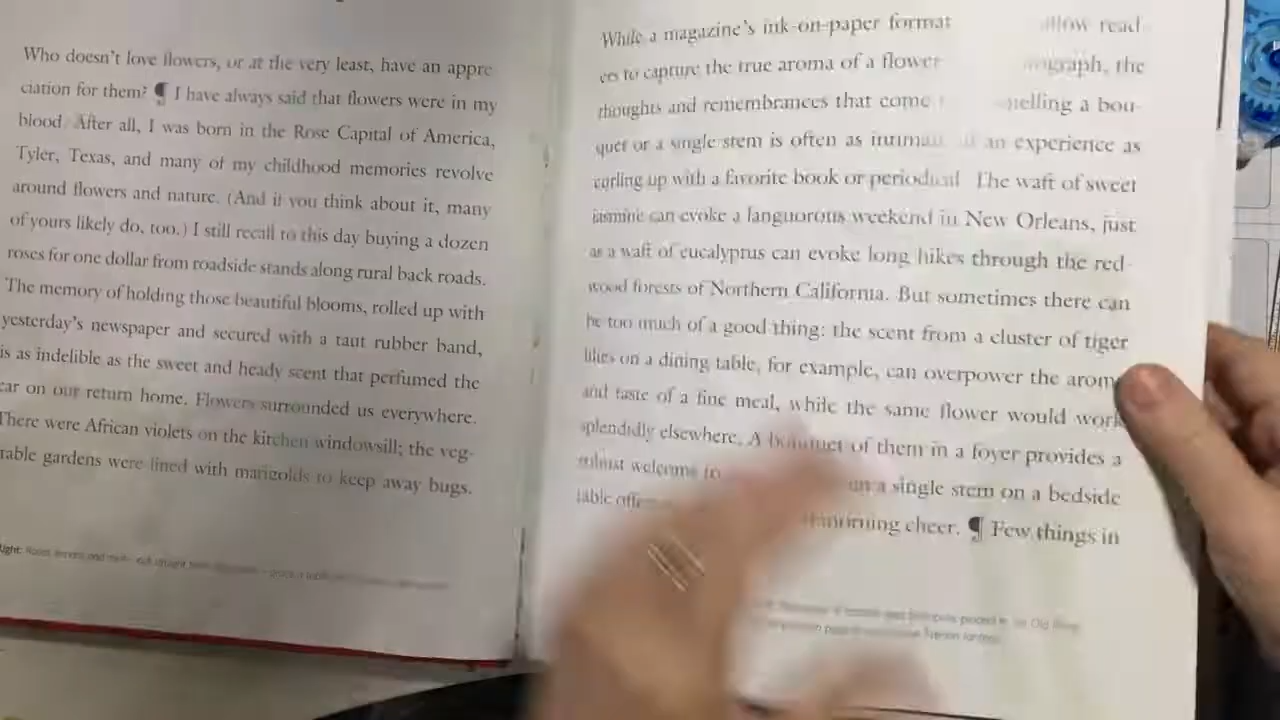 Who doesn't love flowers, or at the very least, have an appre
ciation for them? ¶ I have always said that flowers were in my
blood. After all, I was born in the Rose Capital of America,
Tyler, Texas, and many of my childhood memories revolve
around flowers and nature. (And if you think about it, many
of yours likely do, too.) I still recall to this day buying a dozen
roses for one dollar from roadside stands along rural back roads.
The memory of holding those beautiful blooms, rolled up with
yesterday's newspaper and secured with a taut rubber band,
is as indelible as the sweet and heady scent that perfumed the
car on our return home. Flowers surrounded us everywhere.
There were African violets on the kitchen windowsill; the veg-
table gardens were lined with marigolds to keep away bugs.
Right:
While a magazine's ink-on-paper format read
ers to capture the true aroma of a flower the
thoughts and remembrances that come a bou-
quet or a single stem is often as an experience as
curling up with a favorite book or periodical The waft of sweet
jasmine can evoke a languorous weekend in New Orleans, just
as a waft of eucalyptus can evoke long hikes through the red-
wood forests of Northern California. But sometimes there can
be too much of a good thing: the scent from a cluster of tiger
lilies on a dining table, for example, can overpower the arom
and taste of a fine meal, while the same flower would work
splendidly elsewhere. A bouquet of them in a foyer provides a
robust welcome a single stem on a bedside
table morning cheer. ¶ Few things in